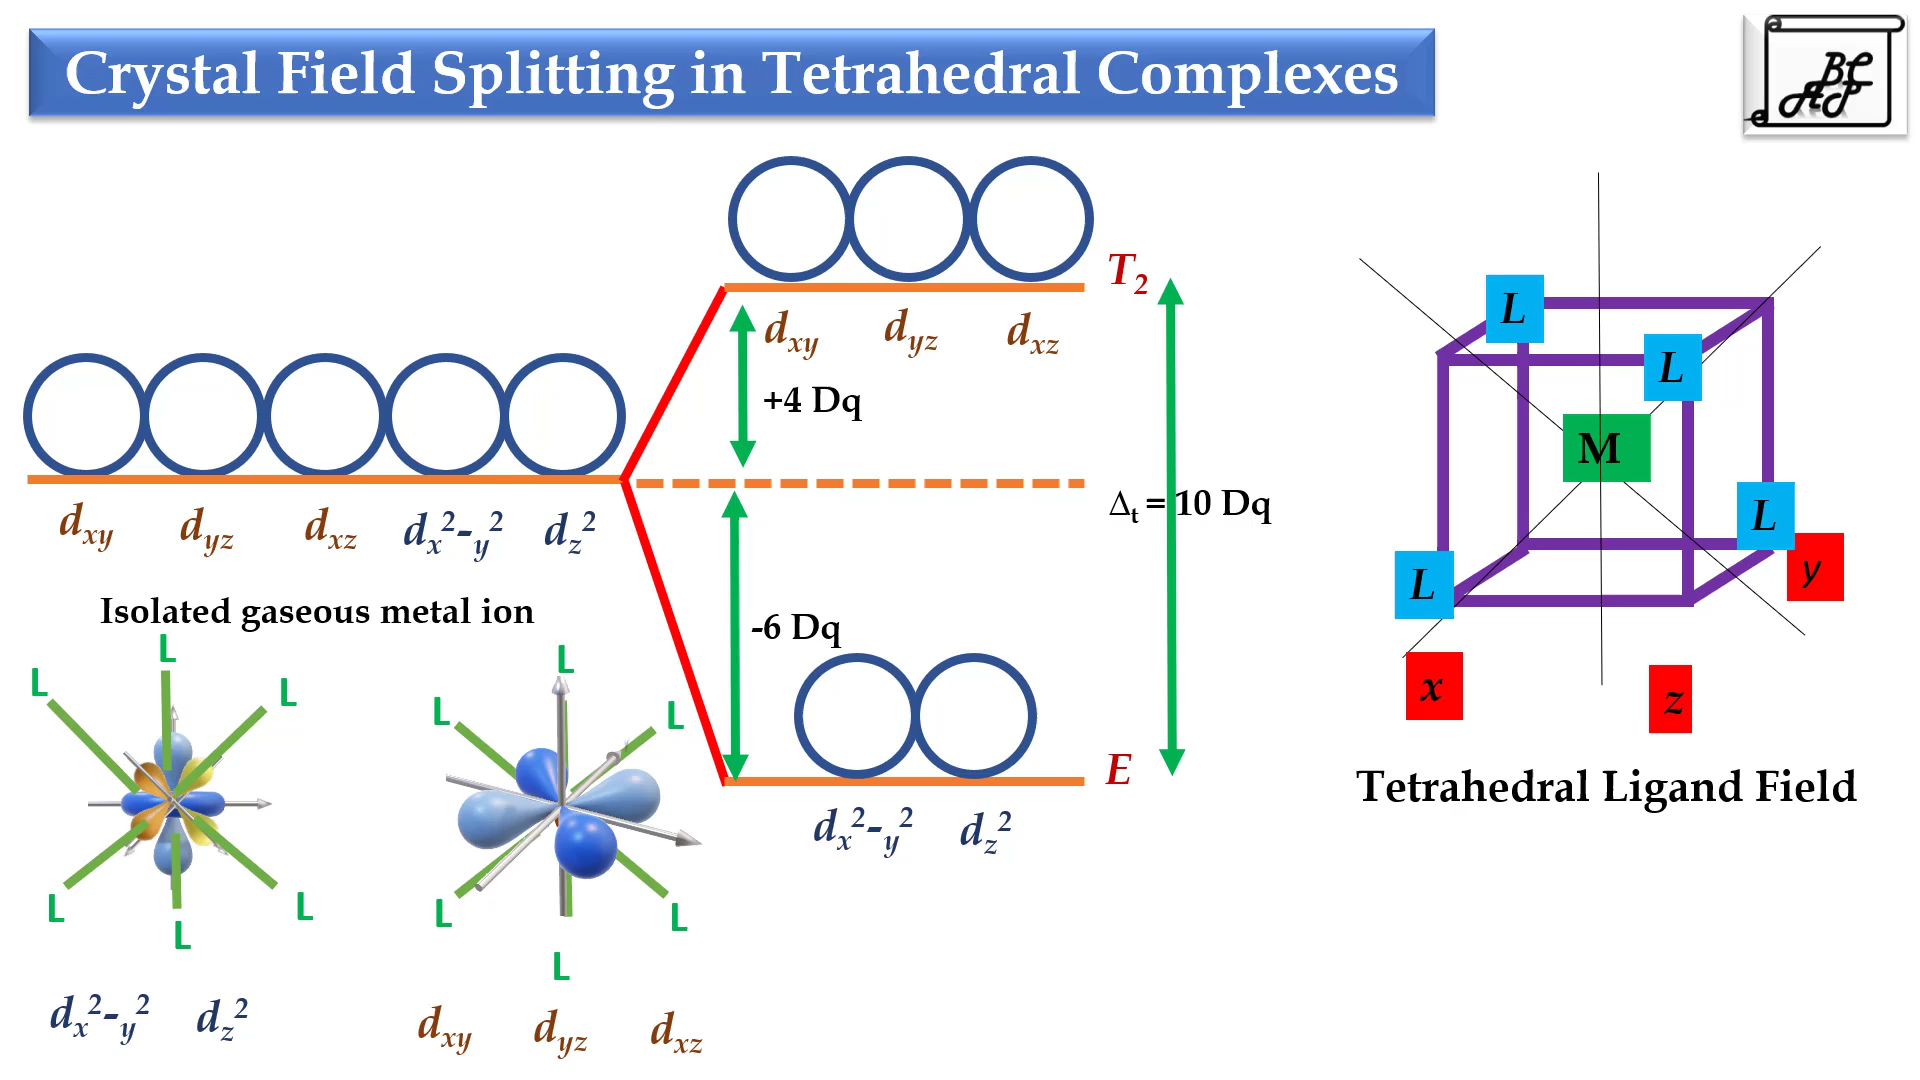 Crystal Field Splitting in Tetrahedral Complexes
BC
AP
T₂
dxy dyz dxz
+4 Dq
dxy dyz dxz dx²-y² dz²
Δt = 10 Dq
Isolated gaseous metal ion
-6 Dq
E
dx²-y² dz²
L
L
M
L
L
y
x
z
Tetrahedral Ligand Field
L
L
L
L
L
L
L
L
L
L
L
L
dx²-y² dz²
dxy dyz dxz